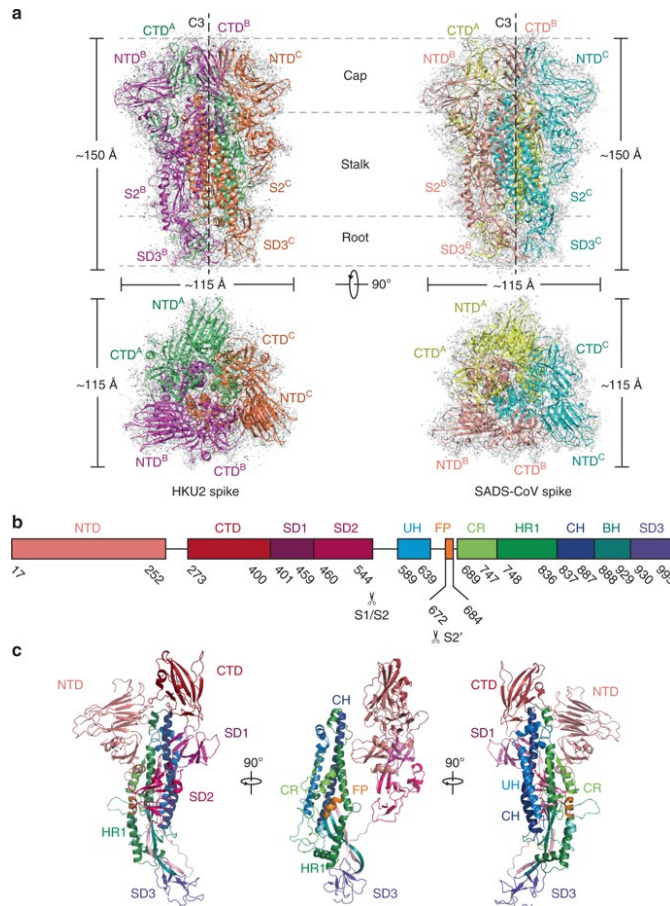 a
CTD^A
C3
CTD^B
NTD^B
NTD^C
Cap
~150 Å
Stalk
S2^B
S2^C
Root
SD3^B
SD3^C
~115 Å
90°
C3
CTD^A
CTD^B
NTD^B
NTD^C
~150 Å
S2^B
S2^C
SD3^B
SD3^C
~115 Å
NTD^A
CTD^A
CTD^C
~115 Å
NTD^C
NTD^B
CTD^B
HKU2 spike
NTD^A
CTD^A
CTD^C
~115 Å
NTD^B
NTD^C
CTD^B
SADS-CoV spike
b
NTD CTD SD1 SD2 UH FP CR HR1 CH BH SD3
17 252 273 400 401 459 460 544 589 639 672 684 689 747 748 836 837 887 888 929 930 995
S1/S2
S2′
c
NTD
CTD
SD1
SD2
HR1
SD3
90°
CH
CR
FP
HR1
SD3
90°
CTD
NTD
SD1
UH
CR
CH
SD3